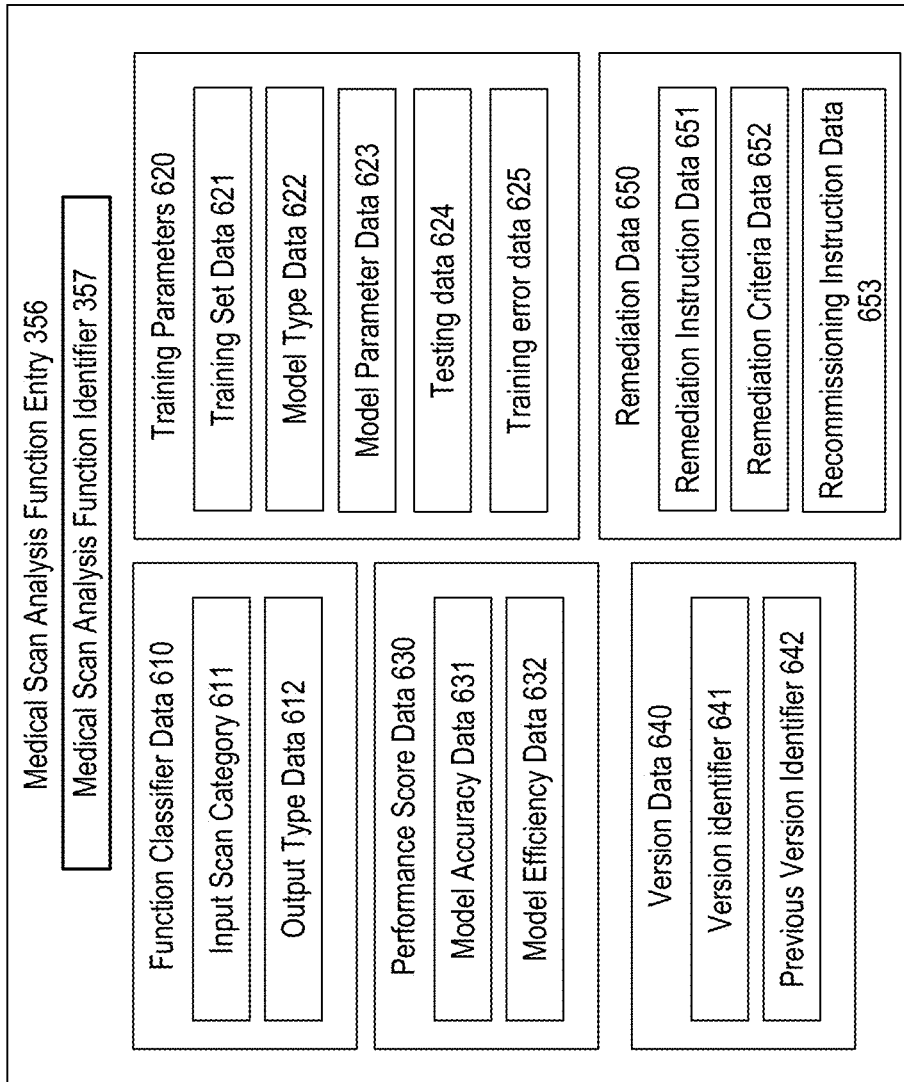 Medical Scan Analysis Function Entry 356
Medical Scan Analysis Function Identifier 357
Function Classifier Data 610
Input Scan Category 611
Output Type Data 612
Performance Score Data 630
Model Accuracy Data 631
Model Efficiency Data 632
Version Data 640
Version identifier 641
Previous Version Identifier 642
Training Parameters 620
Training Set Data 621
Model Type Data 622
Model Parameter Data 623
Testing data 624
Training error data 625
Remediation Data 650
Remediation Instruction Data 651
Remediation Criteria Data 652
Recommissioning Instruction Data
653